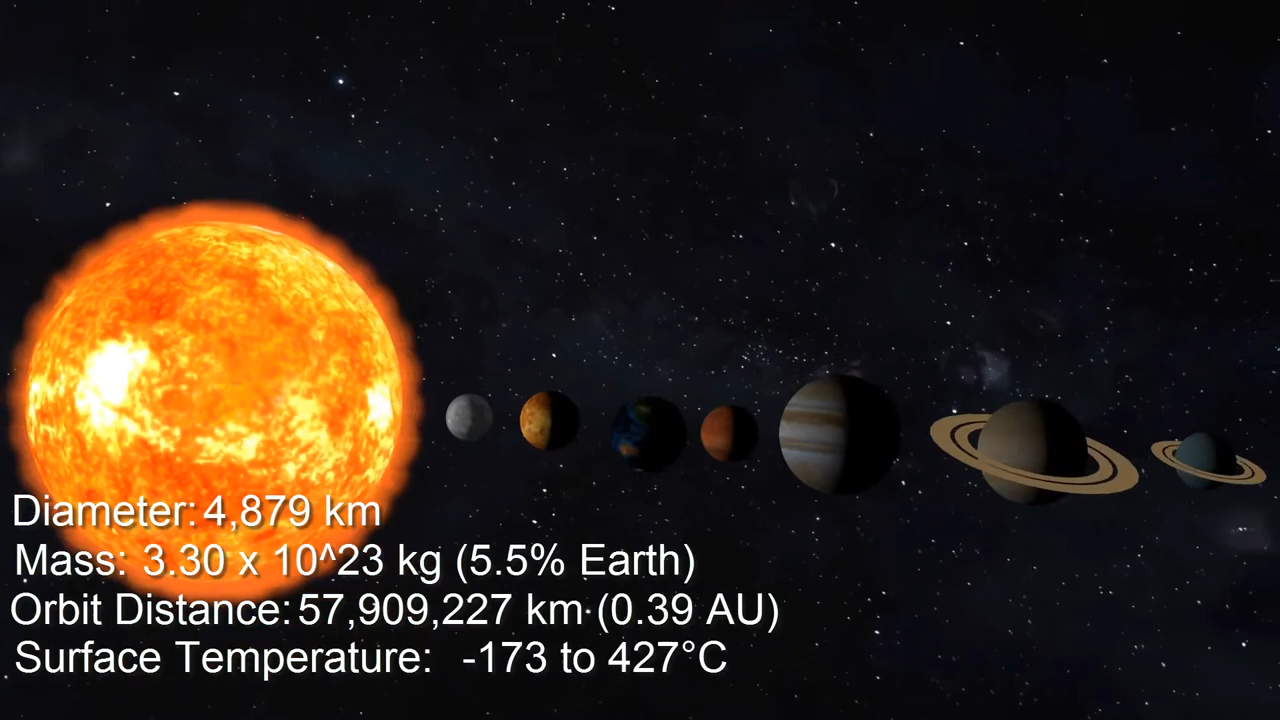 Diameter: 4,879 km
Mass: 3.30 x 10^23 kg (5.5% Earth)
Orbit Distance: 57,909,227 km (0.39 AU)
Surface Temperature: -173 to 427°C